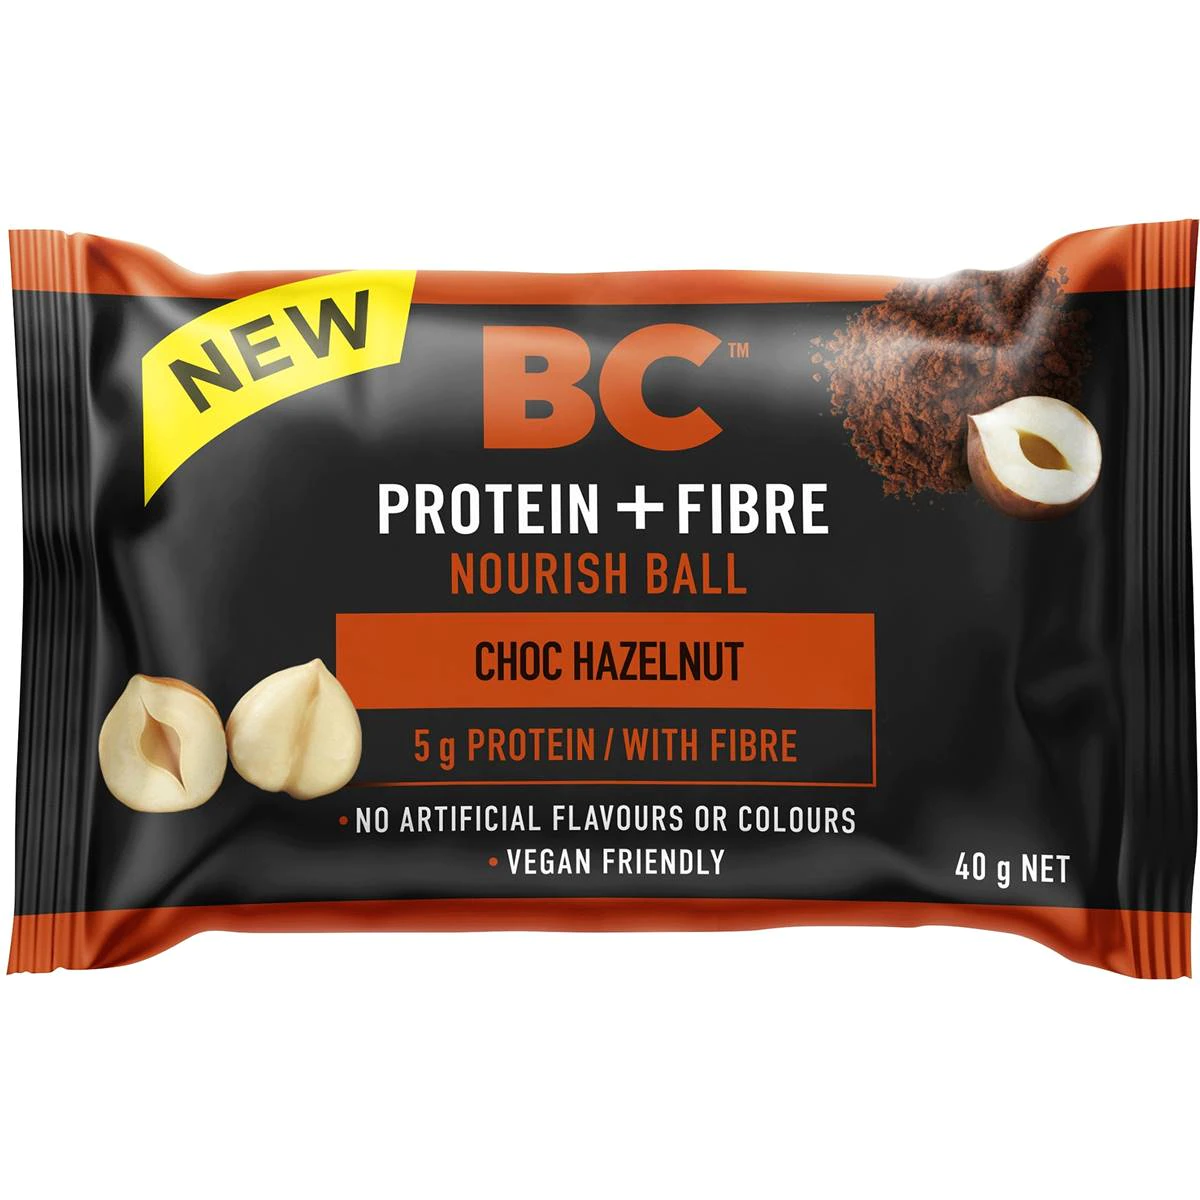 NEW
BC™
PROTEIN + FIBRE
NOURISH BALL
CHOC HAZELNUT
5 g PROTEIN / WITH FIBRE
• NO ARTIFICIAL FLAVOURS OR COLOURS
• VEGAN FRIENDLY
40 g NET